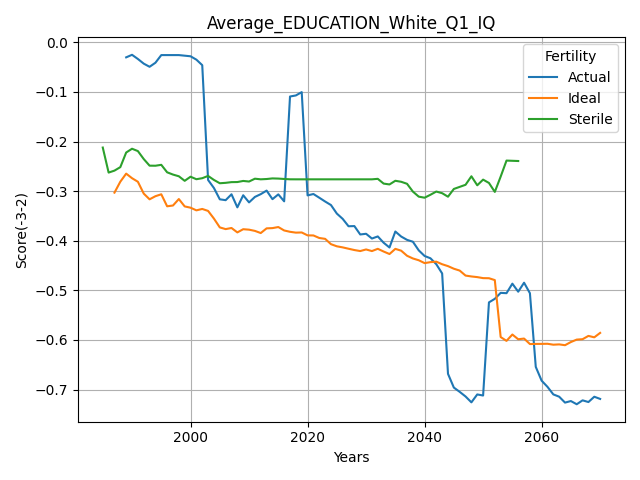 Average_EDUCATION_White_Q1_IQ
Fertility
Actual
Ideal
Sterile
Score(-3-2)
0.0
−0.1
−0.2
−0.3
−0.4
−0.5
−0.6
−0.7
2000
2020
2040
2060
Years